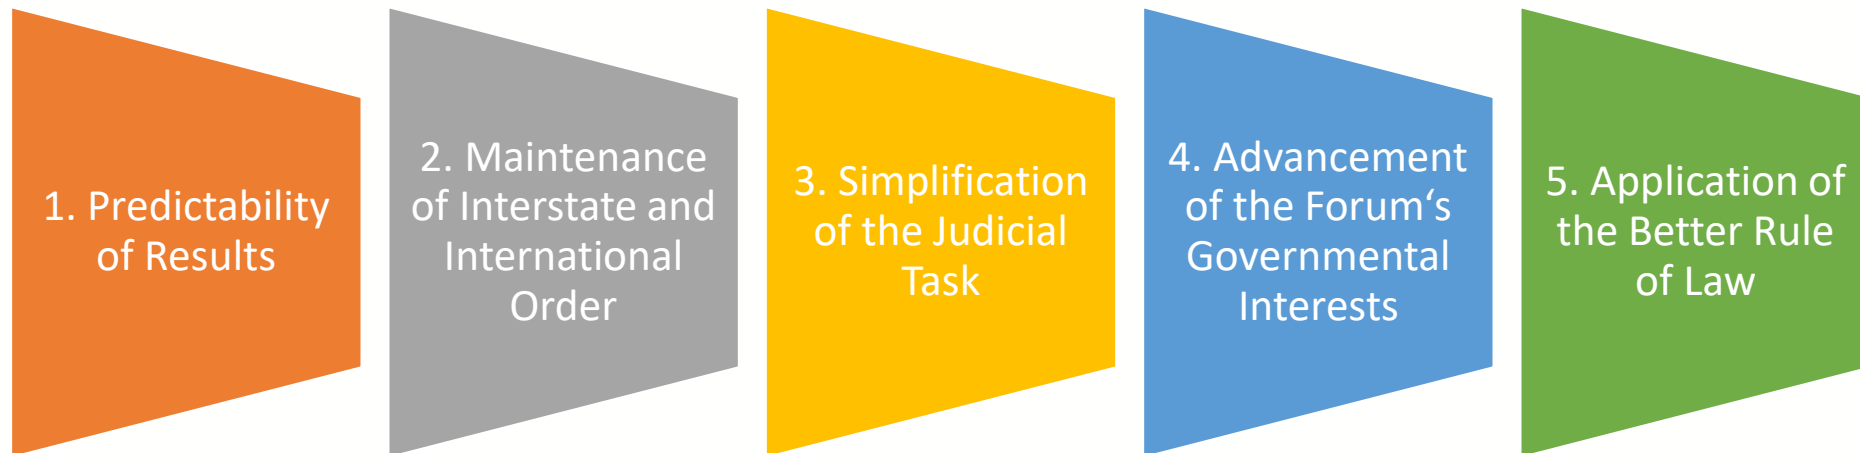 1. Predictability
of Results
2. Maintenance
of Interstate and
International
Order
3. Simplification
of the Judicial
Task
4. Advancement
of the Forum‘s
Governmental
Interests
5. Application of
the Better Rule
of Law